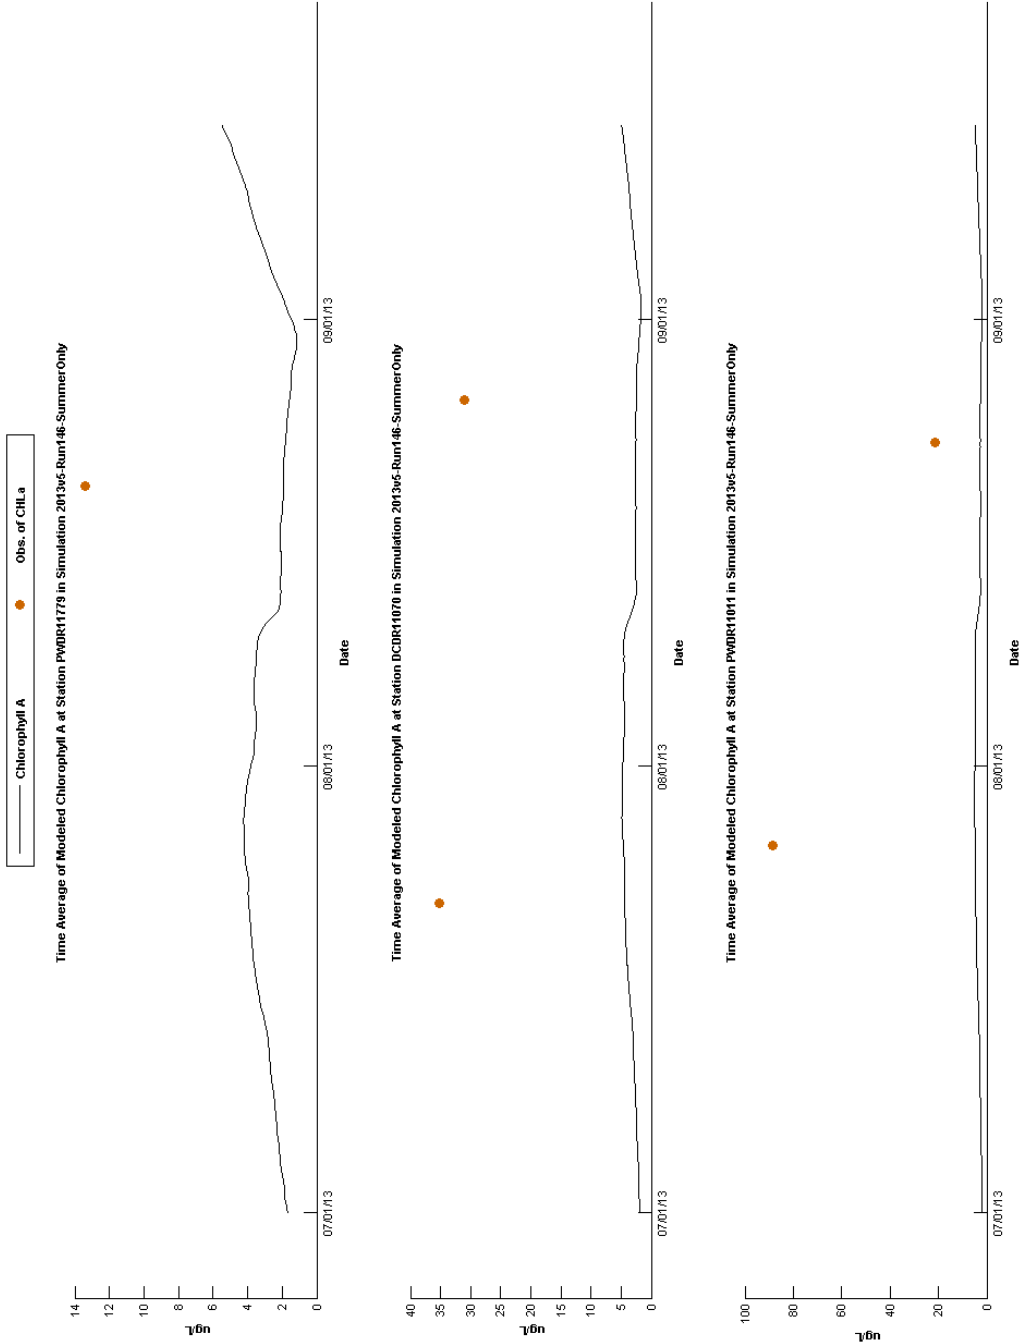 Chlorophyll A Obs. of CHLa
Time Average of Modeled Chlorophyll A at Station PWDR11779 in Simulation 2013v5-Run146-SummerOnly
14
12
10
8
6
4
2
0
ug/L
07/01/13 08/01/13 09/01/13
Date
Time Average of Modeled Chlorophyll A at Station DCDR11070 in Simulation 2013v5-Run146-SummerOnly
40
35
30
25
20
15
10
5
0
ug/L
07/01/13 08/01/13 09/01/13
Date
Time Average of Modeled Chlorophyll A at Station PWDR11011 in Simulation 2013v5-Run146-SummerOnly
100
80
60
40
20
0
ug/L
07/01/13 08/01/13 09/01/13
Date